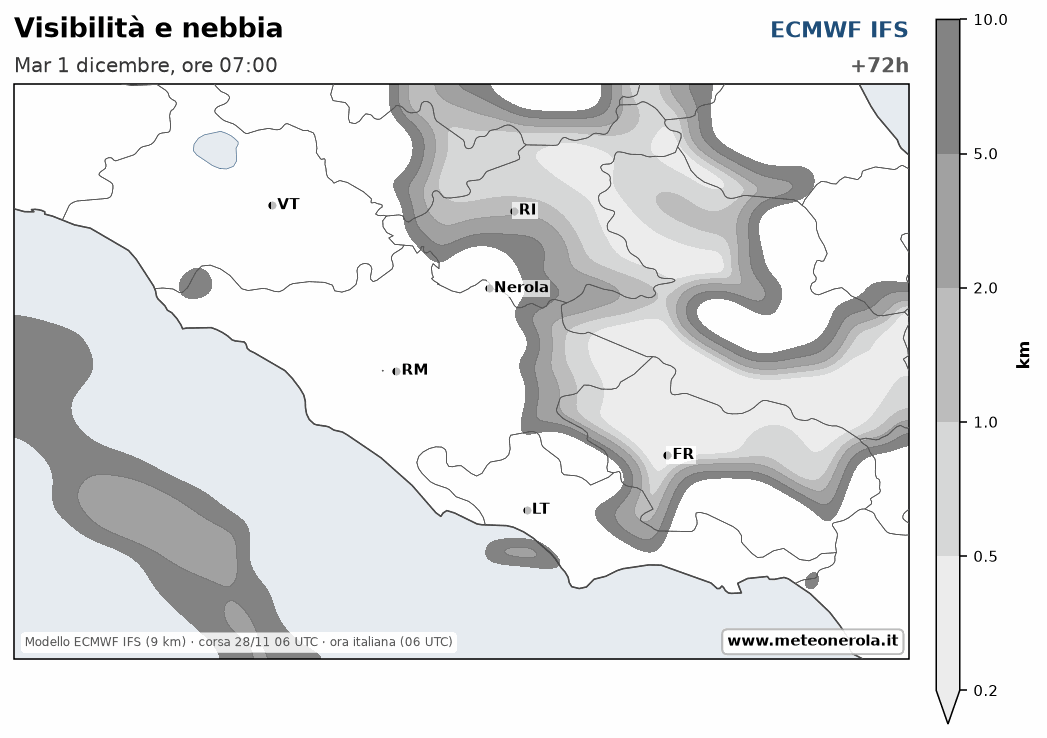 Visibilità e nebbia
ECMWF IFS
Mar 1 dicembre, ore 07:00
+72h
10.0
5.0
2.0
1.0
0.5
0.2
km
VT
RI
Nerola
RM
FR
LT
Modello ECMWF IFS (9 km) · corsa 28/11 06 UTC · ora italiana (06 UTC)
www.meteonerola.it